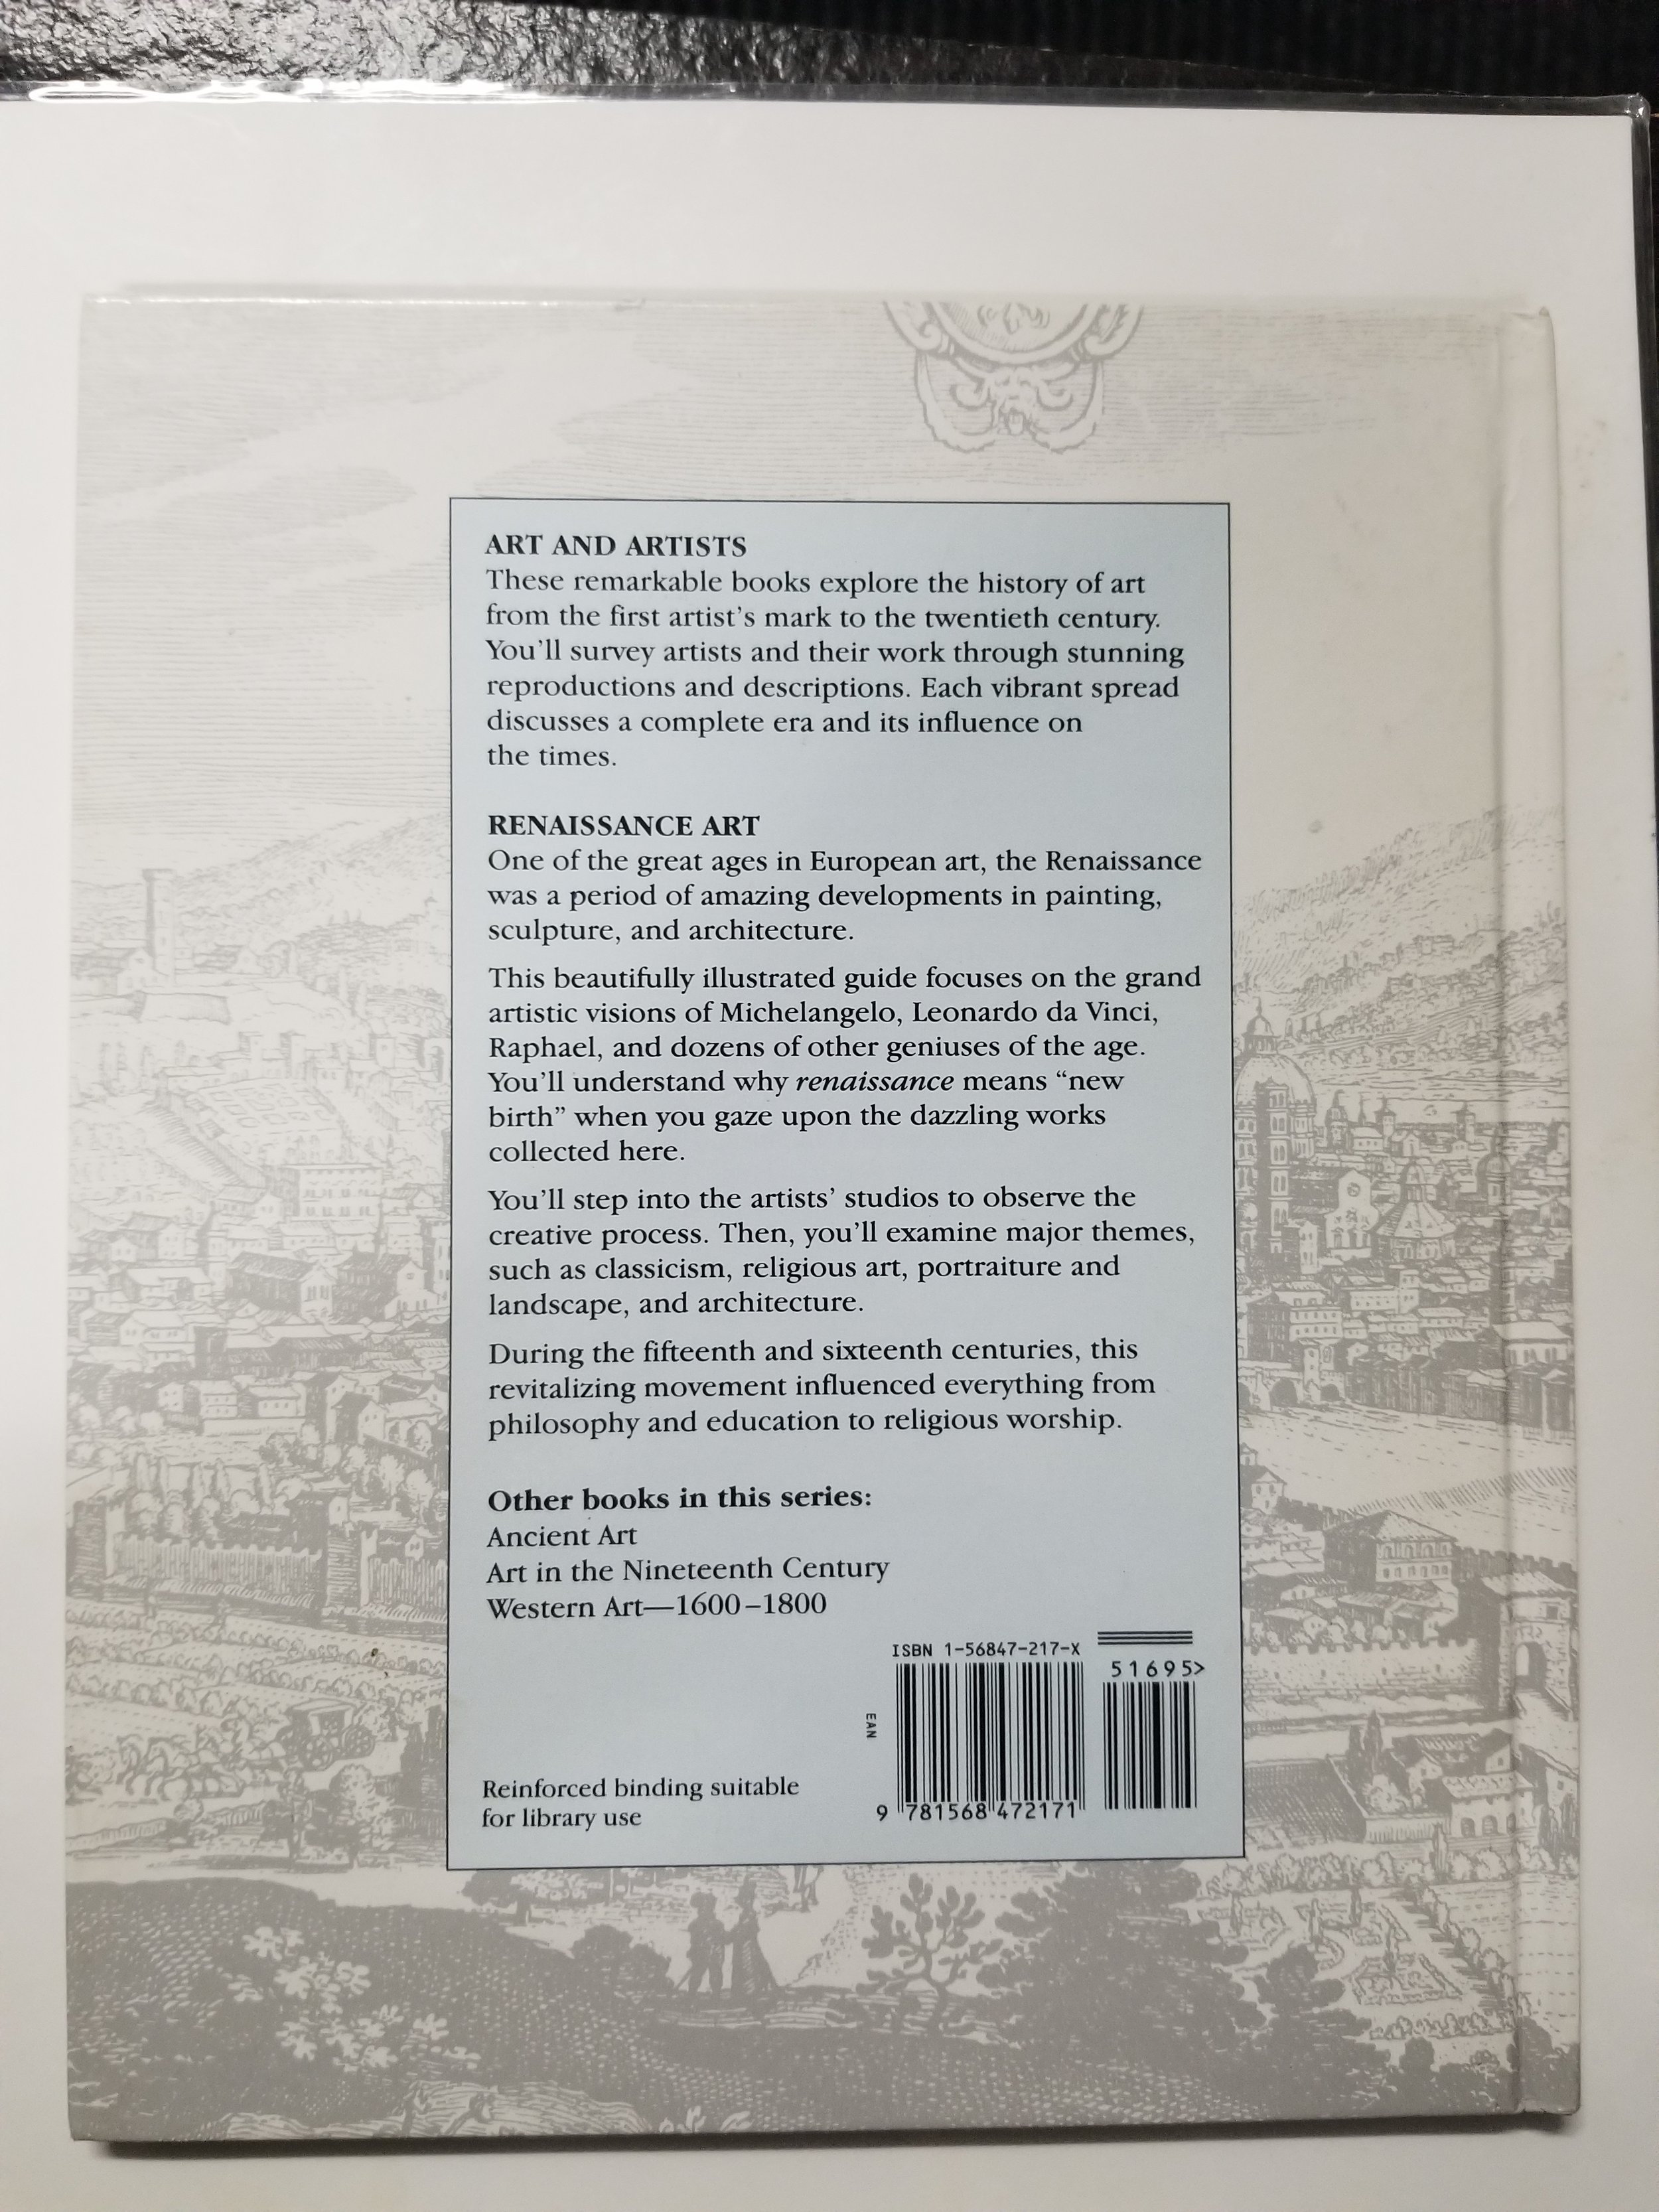 ART AND ARTISTS
These remarkable books explore the history of art
from the first artist's mark to the twentieth century.
You'll survey artists and their work through stunning
reproductions and descriptions. Each vibrant spread
discusses a complete era and its influence on
the times.
RENAISSANCE ART
One of the great ages in European art, the Renaissance
was a period of amazing developments in painting,
sculpture, and architecture.
This beautifully illustrated guide focuses on the grand
artistic visions of Michelangelo, Leonardo da Vinci,
Raphael, and dozens of other geniuses of the age.
You'll understand why renaissance means “new
birth” when you gaze upon the dazzling works
collected here.
You'll step into the artists' studios to observe the
creative process. Then, you'll examine major themes,
such as classicism, religious art, portraiture and
landscape, and architecture.
During the fifteenth and sixteenth centuries, this
revitalizing movement influenced everything from
philosophy and education to religious worship.
Other books in this series:
Ancient Art
Art in the Nineteenth Century
Western Art—1600–1800
ISBN 1-56847-217-X
51695>
EAN
9 781568 472171
Reinforced binding suitable
for library use